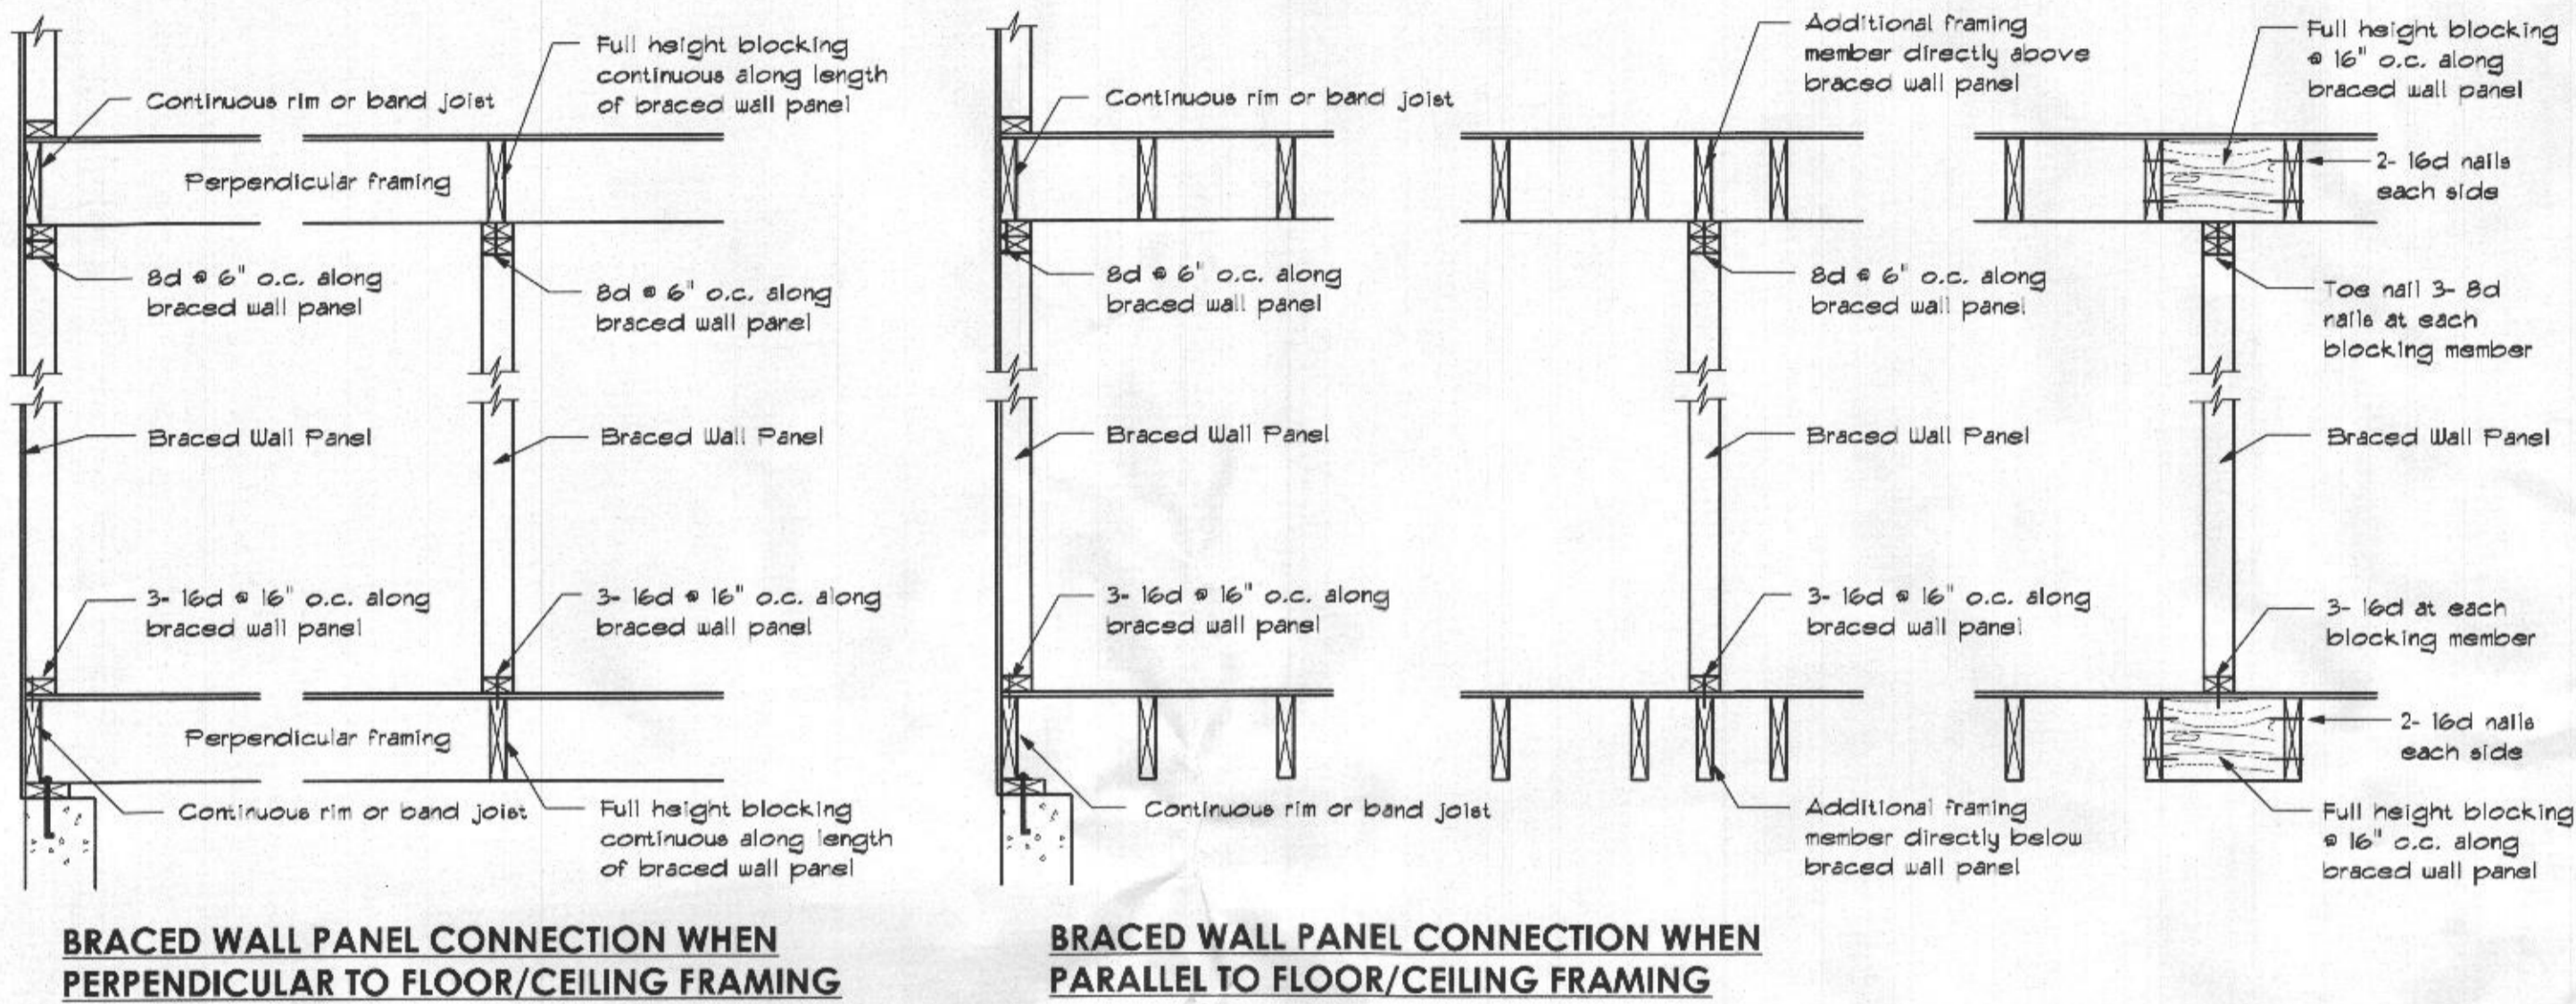 Full height blocking
continuous along length
of braced wall panel
Continuous rim or band joist
Perpendicular framing
8d @ 6" o.c. along
braced wall panel
8d @ 6" o.c. along
braced wall panel
Braced Wall Panel
Braced Wall Panel
3- 16d @ 16" o.c. along
braced wall panel
3- 16d @ 16" o.c. along
braced wall panel
Perpendicular framing
Continuous rim or band joist
Full height blocking
continuous along length
of braced wall panel
BRACED WALL PANEL CONNECTION WHEN
PERPENDICULAR TO FLOOR/CEILING FRAMING
Continuous rim or band joist
Additional framing
member directly above
braced wall panel
Full height blocking
@ 16" o.c. along
braced wall panel
2- 16d nails
each side
8d @ 6" o.c. along
braced wall panel
8d @ 6" o.c. along
braced wall panel
Toe nail 3- 8d
nails at each
blocking member
Braced Wall Panel
Braced Wall Panel
Braced Wall Panel
3- 16d @ 16" o.c. along
braced wall panel
3- 16d @ 16" o.c. along
braced wall panel
3- 16d at each
blocking member
2- 16d nails
each side
Continuous rim or band joist
Additional framing
member directly below
braced wall panel
Full height blocking
@ 16" o.c. along
braced wall panel
BRACED WALL PANEL CONNECTION WHEN
PARALLEL TO FLOOR/CEILING FRAMING